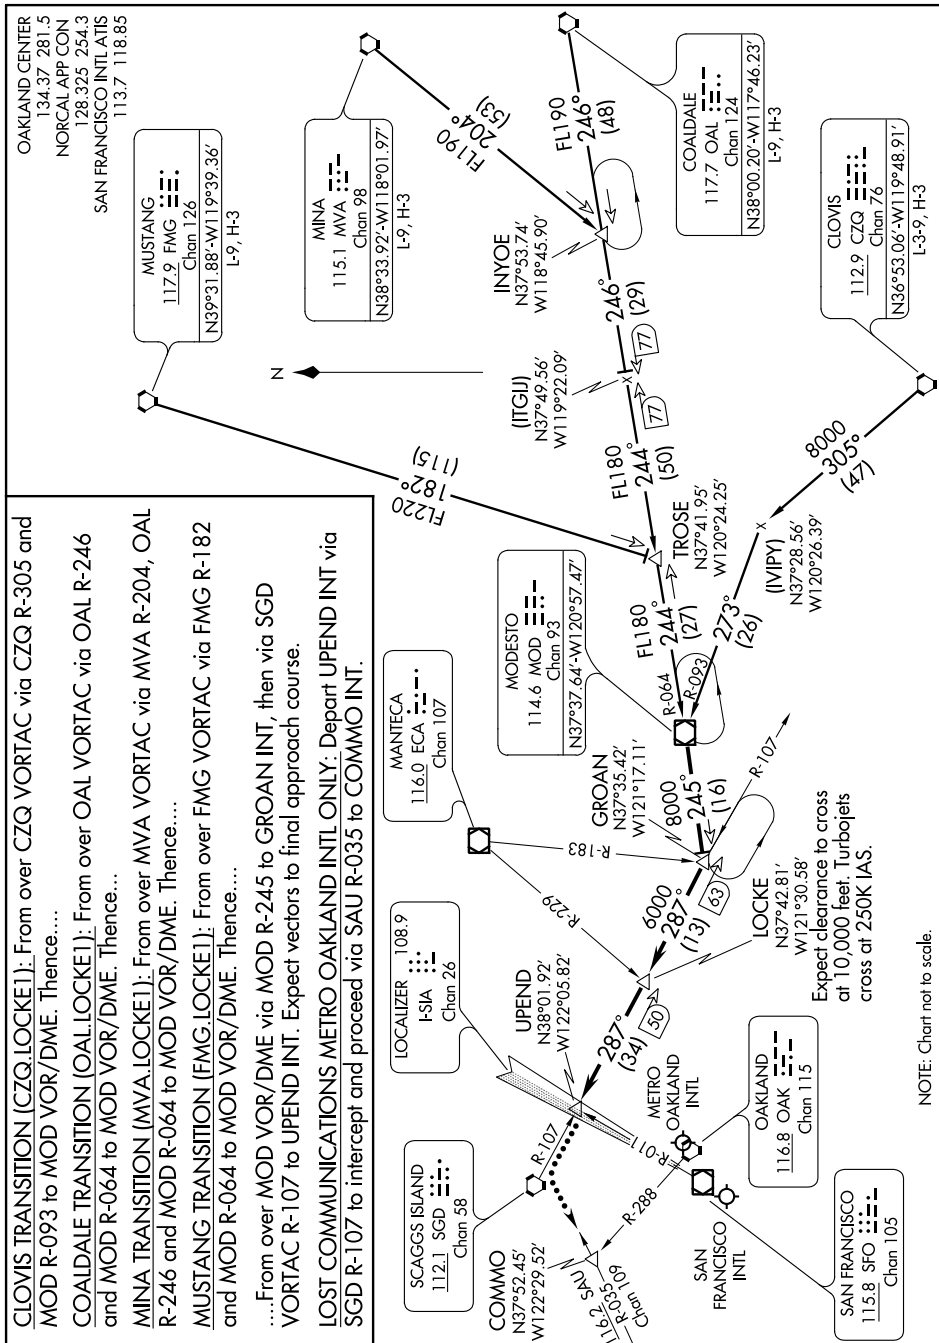 CLOVIS TRANSITION (CZQ.LOCKE1): From over CZQ VORTAC via CZQ R-305 and
MOD R-093 to MOD VOR/DME. Thence....
COALDALE TRANSITION (OAL.LOCKE1): From over OAL VORTAC via OAL R-246
and MOD R-064 to MOD VOR/DME. Thence....
MINA TRANSITION (MVA.LOCKE1): From over MVA VORTAC via MVA R-204, OAL
R-246 and MOD R-064 to MOD VOR/DME. Thence....
MUSTANG TRANSITION (FMG.LOCKE1): From over FMG VORTAC via FMG R-182
and MOD R-064 to MOD VOR/DME. Thence....
....From over MOD VOR/DME via MOD R-245 to GROAN INT, then via SGD
VORTAC R-107 to UPEND INT. Expect vectors to final approach course.
LOST COMMUNICATIONS METRO OAKLAND INTL ONLY: Depart UPEND INT via
SGD R-107 to intercept and proceed via SAU R-035 to COMMO INT.
OAKLAND CENTER
134.37 281.5
NORCAL APP CON
128.325 254.3
SAN FRANCISCO INTL ATIS
113.7 118.85
MUSTANG
117.9 FMG
Chan 126
N39°31.88'-W119°39.36'
L-9, H-3
MINA
115.1 MVA
Chan 98
N38°33.92'-W118°01.97'
L-9, H-3
COALDALE
117.7 OAL
Chan 124
N38°00.20'-W117°46.23'
L-9, H-3
CLOVIS
112.9 CZQ
Chan 76
N36°53.06'-W119°48.91'
L-3-9, H-3
N
FL220
182°
(115)
FL190
204°
(53)
FL190
246°
(48)
INYOE
N37°53.74'
W118°45.90'
246°
(29)
77
(ITGIJ)
N37°49.56'
W119°22.09'
77
FL180
244°
(50)
TROSE
N37°41.95'
W120°24.25'
FL180
244°
(27)
R-064
8000
305°
(47)
(IVIPY)
N37°28.56'
W120°26.39'
273°
(26)
R-093
MODESTO
114.6 MOD
Chan 93
N37°37.64'-W120°57.47'
MANTECA
116.0 ECA
Chan 107
R-183
R-229
8000
245°
(16)
GROAN
N37°35.42'
W121°17.11'
R-107
63
6000
287°
(13)
LOCKE
N37°42.81'
W121°30.58'
Expect clearance to cross
at 10,000 feet. Turbojets
cross at 250K IAS.
50
287°
(34)
UPEND
N38°01.92'
W122°05.82'
LOCALIZER 108.9
I-SIA
Chan 26
SCAGGS ISLAND
112.1 SGD
Chan 58
R-107
R-011
R-288
METRO
OAKLAND
INTL
OAKLAND
116.8 OAK
Chan 115
COMMO
N37°52.45'
W122°29.52'
116.2 SAU
R-035
Chan 109
SAN
FRANCISCO
INTL
SAN FRANCISCO
115.8 SFO
Chan 105
NOTE: Chart not to scale.